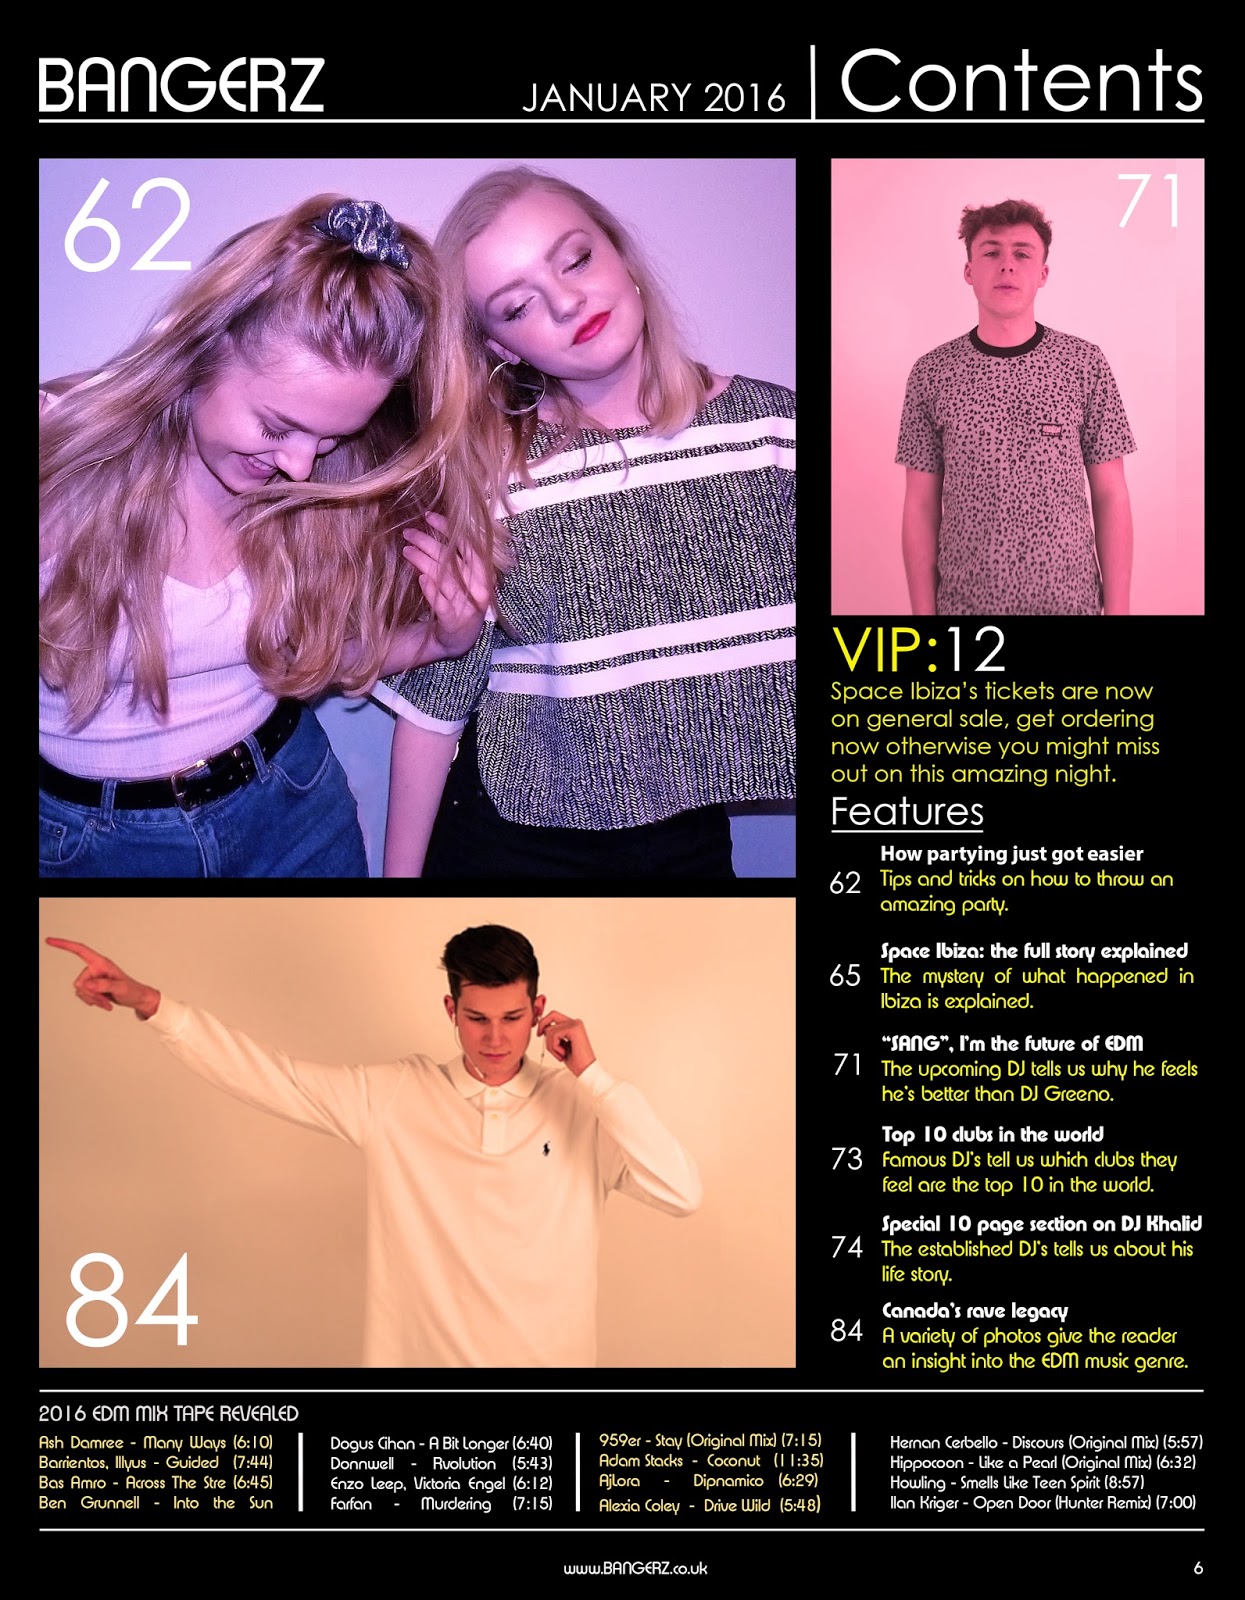 BANGERZ
JANUARY 2016
Contents
62
71
VIP:12
Space Ibiza's tickets are now
on general sale, get ordering
now otherwise you might miss
out on this amazing night.
Features
62
How partying just got easier
Tips and tricks on how to throw an
amazing party.
65
Space Ibiza: the full story explained
The mystery of what happened in
Ibiza is explained.
71
“SANG”, I'm the future of EDM
The upcoming DJ tells us why he feels
he's better than DJ Greeno.
73
Top 10 clubs in the world
Famous DJ's tell us which clubs they
feel are the top 10 in the world.
74
Special 10 page section on DJ Khalid
The established DJ's tells us about his
life story.
84
Canada's rave legacy
A variety of photos give the reader
an insight into the EDM music genre.
84
2016 EDM MIX TAPE REVEALED
Ash Damree - Many Ways (6:10)
Barrientos, Illyus - Guided (7:44)
Bas Amro - Across The Stre (6:45)
Ben Grunnell - Into the Sun
Dogus Cihan - A Bit Longer (6:40)
Donnwell - Rvolution (5:43)
Enzo Leep, Victoria Engel (6:12)
Farfan - Murdering (7:15)
959er - Stay (Original Mix) (7:15)
Adam Stacks - Coconut (11:35)
AjLora - Dipnamico (6:29)
Alexia Coley - Drive Wild (5:48)
Hernan Cerbello - Discours (Original Mix) (5:57)
Hippocoon - Like a Pearl (Original Mix) (6:32)
Howling - Smells Like Teen Spirit (8:57)
Ilan Kriger - Open Door (Hunter Remix) (7:00)
www.BANGERZ.co.uk
6